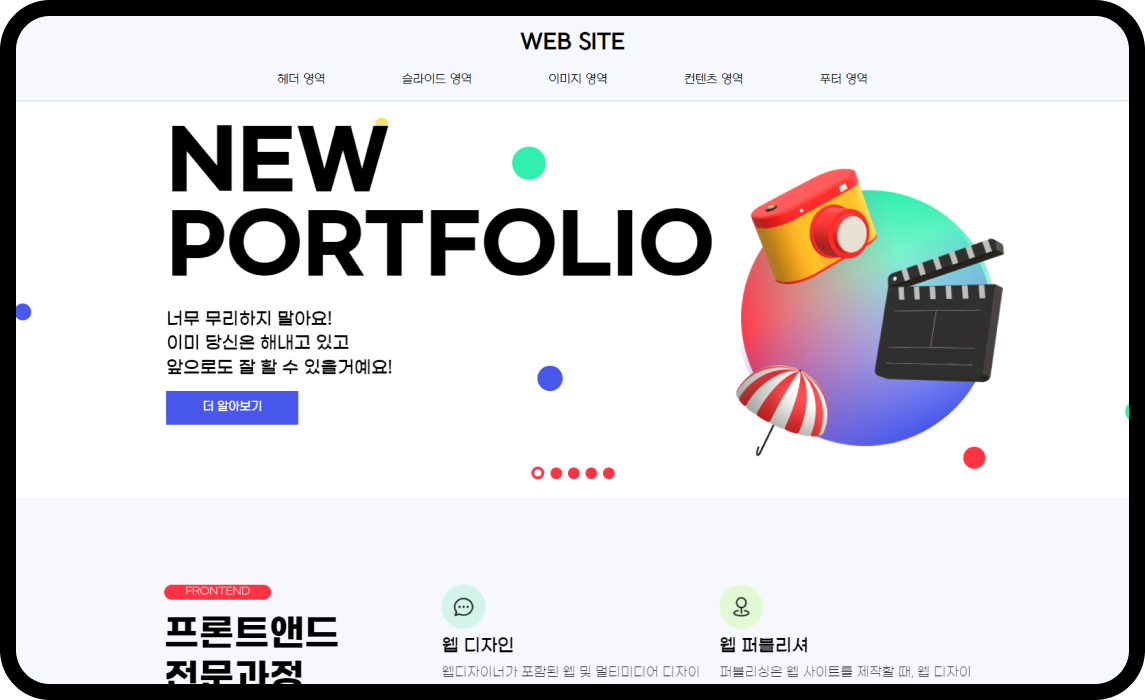 WEB SITE
헤더 영역 슬라이드 영역 이미지 영역 컨텐츠 영역 푸터 영역
NEW
PORTFOLIO
너무 무리하지 말아요!
이미 당신은 해내고 있고
앞으로도 잘 할 수 있을거예요!
더 알아보기
FRONTEND
프론트앤드
전문과정
웹 디자인
웹디자이너가 포함된 웹 및 멀티미디어 디자이
웹 퍼블리셔
퍼블리싱은 웹 사이트를 제작할 때, 웹 디자이